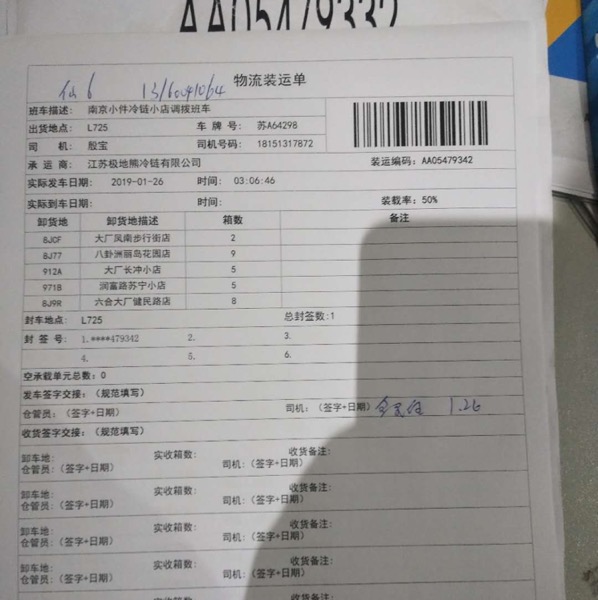 AA05479332
物流装运单
班车描述: 南京小件冷链小店调拨班车
出货地点: L725 车 牌 号: 苏A64298
司 机: 殷宝 司机号码: 18151317872
承 运 商: 江苏极地熊冷链有限公司 装运编码: AA05479342
实际发车日期: 2019-01-26 时间: 03:06:46
实际到车日期: 时间: 装载率: 50%
卸货地 卸货地描述 箱数 备注
8JCF 大厂凤南步行街店 2
8J77 八卦洲丽岛花园店 9
912A 大厂长冲小店 5
971B 润富路苏宁小店 5
8J9R 六合大厂健民路店 8
封车地点: L725 总封签数:1
封 签 号: 1.****479342 2. 3.
4. 5. 6.
空承载单元总数: 0
发车签字交接: (规范填写)
仓管员: (签字+日期) 司机: (签字+日期) 1.26
收货签字交接: (规范填写)
卸车地: 实收箱数: 收货备注:
仓管员: (签字+日期) 司机: (签字+日期)
卸车地: 实收箱数: 收货备注:
仓管员: (签字+日期) 司机: (签字+日期)
卸车地: 实收箱数: 收货备注:
仓管员: (签字+日期) 司机: (签字+日期)
卸车地: 实收箱数: 收货备注:
仓管员: (签字+日期) 司机: (签字+日期)